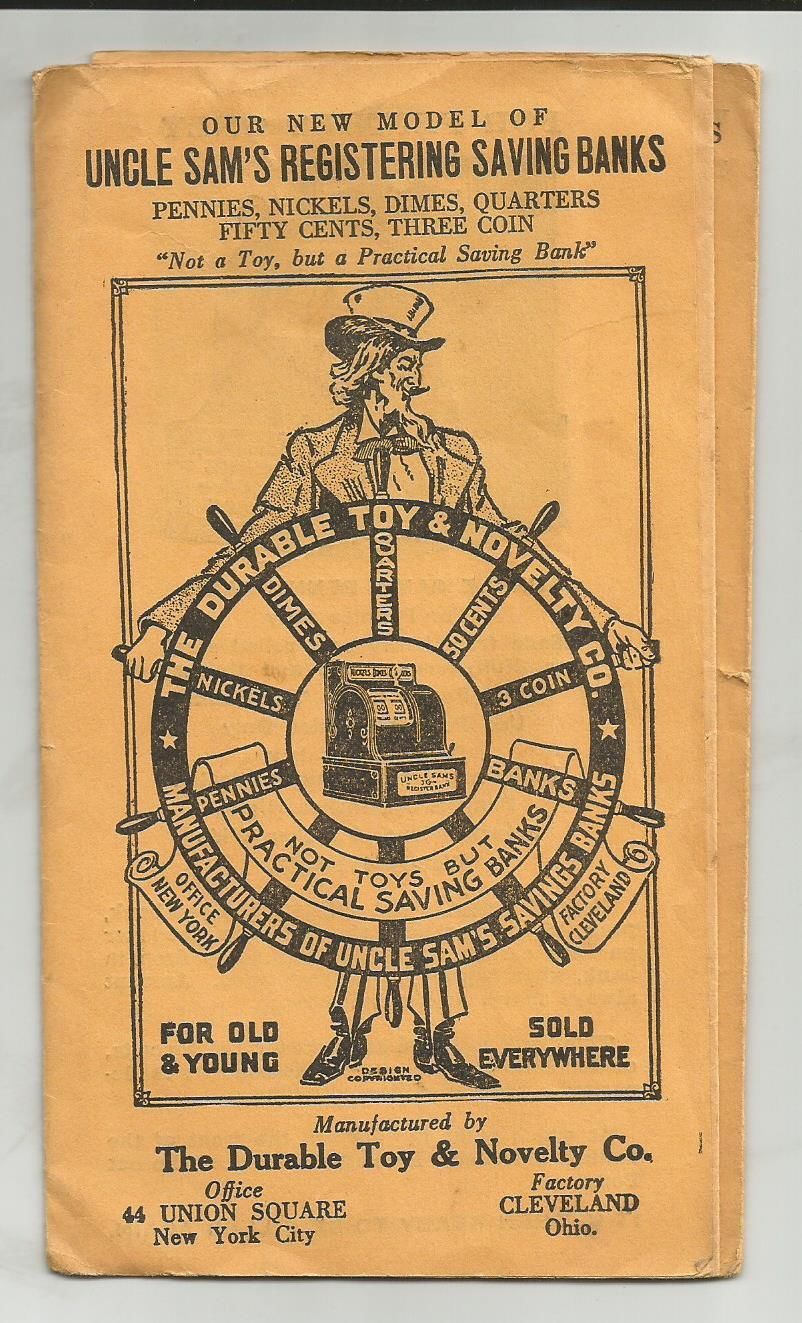 OUR NEW MODEL OF
UNCLE SAM'S REGISTERING SAVING BANKS
PENNIES, NICKELS, DIMES, QUARTERS
FIFTY CENTS, THREE COIN
"Not a Toy, but a Practical Saving Bank"
THE DURABLE TOY & NOVELTY CO.
QUARTERS
DIMES
50 CENTS
NICKELS
3 COIN
PENNIES
BANKS
UNCLE SAMS
REGISTER BANK
NOT TOYS BUT
PRACTICAL SAVING BANKS
MANUFACTURERS OF UNCLE SAM'S SAVINGS BANKS
OFFICE
NEW YORK
FACTORY
CLEVELAND
FOR OLD
& YOUNG
SOLD
EVERYWHERE
DESIGN
COPYRIGHTED
Manufactured by
The Durable Toy & Novelty Co.
Office
44 UNION SQUARE
New York City
Factory
CLEVELAND
Ohio.